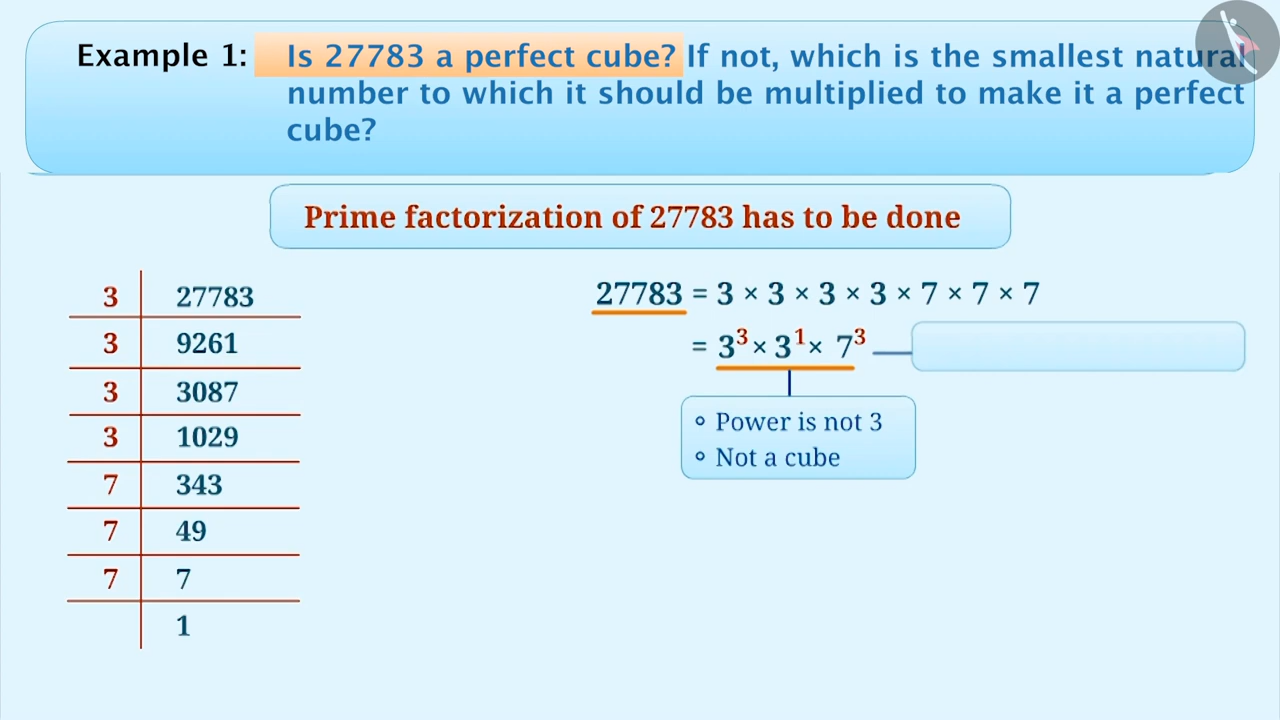 Example 1: Is 27783 a perfect cube? If not, which is the smallest natural
number to which it should be multiplied to make it a perfect
cube?
Prime factorization of 27783 has to be done
3 27783
3 9261
3 3087
3 1029
7 343
7 49
7 7
1
27783 = 3 × 3 × 3 × 3 × 7 × 7 × 7
= 3³ × 3¹ × 7³
Power is not 3
Not a cube